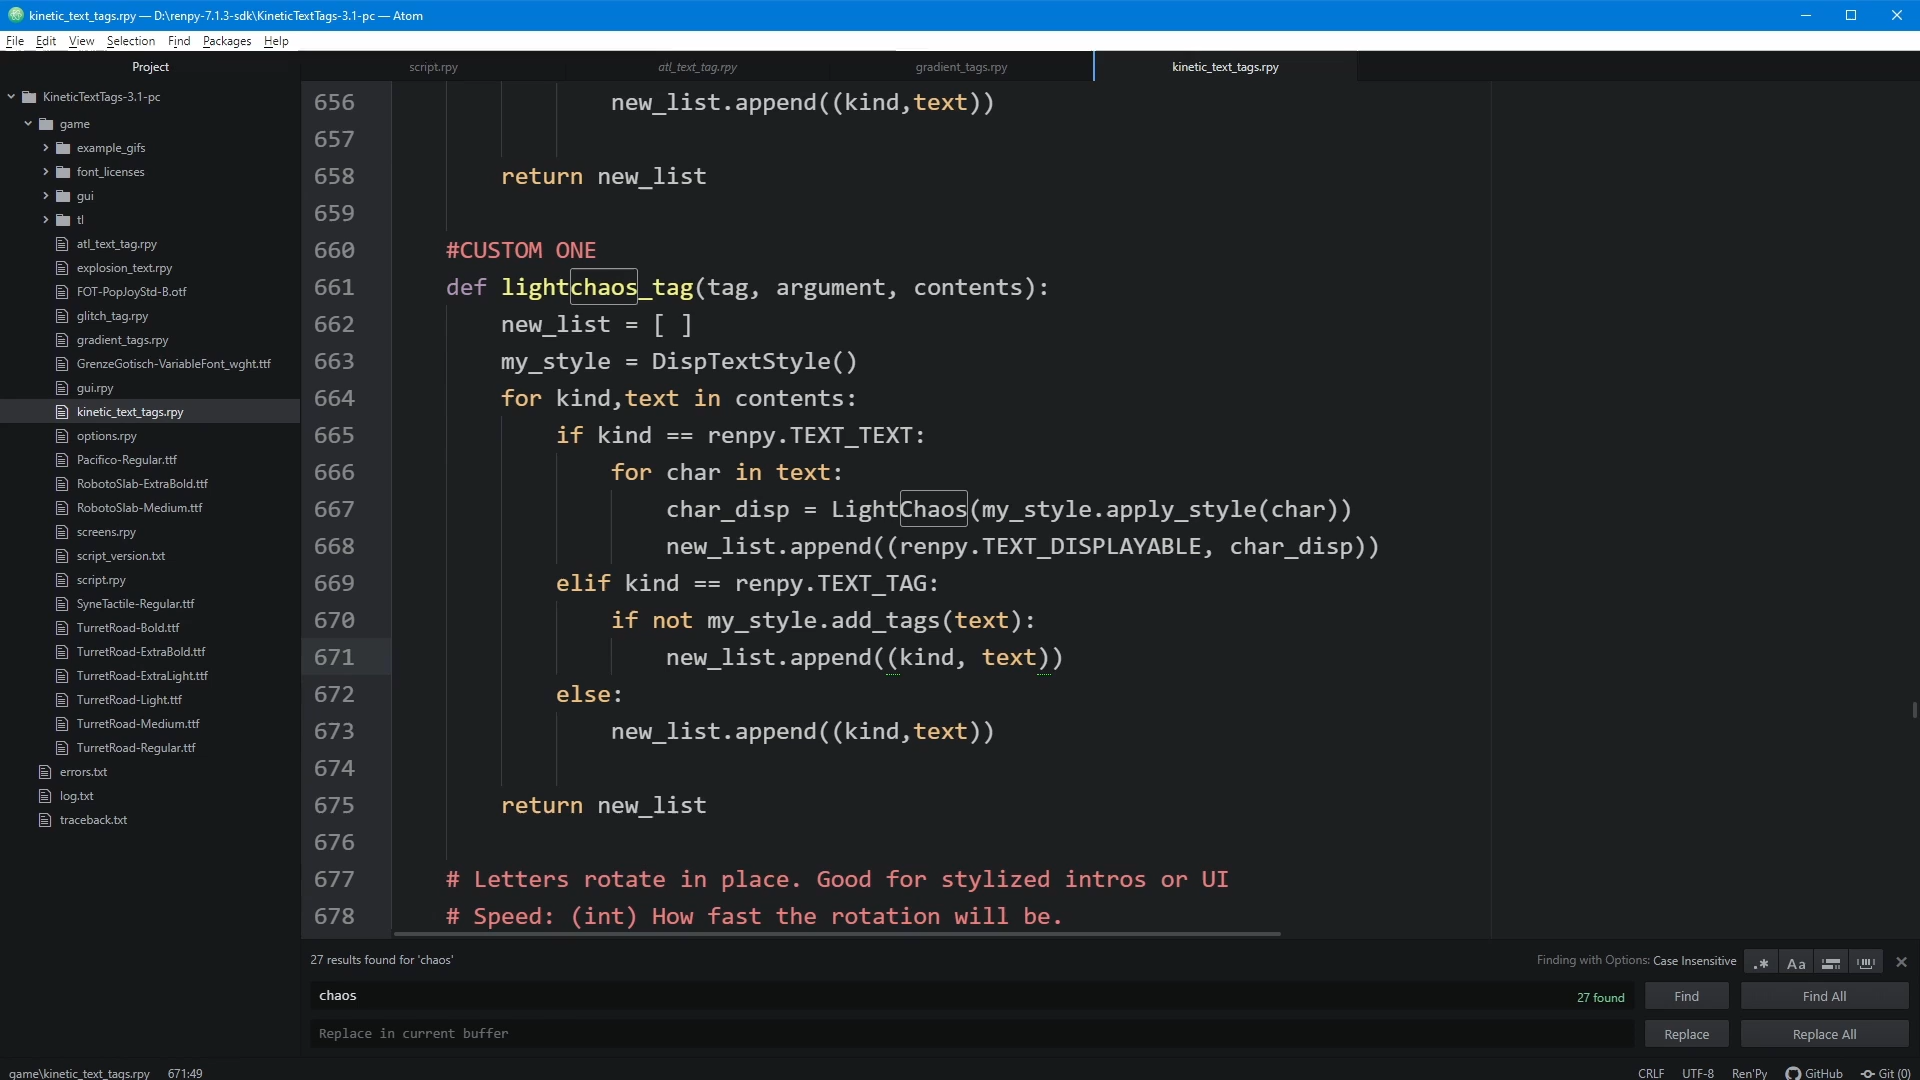 kinetic_text_tags.rpy — D:\renpy-7.1.3-sdk\KineticTextTags-3.1-pc — Atom
File Edit View Selection Find Packages Help
Project
script.rpy atl_text_tag.rpy gradient_tags.rpy kinetic_text_tags.rpy
KineticTextTags-3.1-pc
game
example_gifs
font_licenses
gui
tl
atl_text_tag.rpy
explosion_text.rpy
FOT-PopJoyStd-B.otf
glitch_tag.rpy
gradient_tags.rpy
GrenzeGotisch-VariableFont_wght.ttf
gui.rpy
kinetic_text_tags.rpy
options.rpy
Pacifico-Regular.ttf
RobotoSlab-ExtraBold.ttf
RobotoSlab-Medium.ttf
screens.rpy
script_version.txt
script.rpy
SyneTactile-Regular.ttf
TurretRoad-Bold.ttf
TurretRoad-ExtraBold.ttf
TurretRoad-ExtraLight.ttf
TurretRoad-Light.ttf
TurretRoad-Medium.ttf
TurretRoad-Regular.ttf
errors.txt
log.txt
traceback.txt
656 new_list.append((kind,text))
657
658 return new_list
659
660 #CUSTOM ONE
661 def lightchaos_tag(tag, argument, contents):
662 new_list = [ ]
663 my_style = DispTextStyle()
664 for kind,text in contents:
665 if kind == renpy.TEXT_TEXT:
666 for char in text:
667 char_disp = LightChaos(my_style.apply_style(char))
668 new_list.append((renpy.TEXT_DISPLAYABLE, char_disp))
669 elif kind == renpy.TEXT_TAG:
670 if not my_style.add_tags(text):
671 new_list.append((kind, text))
672 else:
673 new_list.append((kind,text))
674
675 return new_list
676
677 # Letters rotate in place. Good for stylized intros or UI
678 # Speed: (int) How fast the rotation will be.
27 results found for 'chaos' Finding with Options: Case Insensitive .* Aa
chaos 27 found Find Find All
Replace in current buffer Replace Replace All
game\kinetic_text_tags.rpy 671:49 CRLF UTF-8 Ren'Py GitHub Git (0)